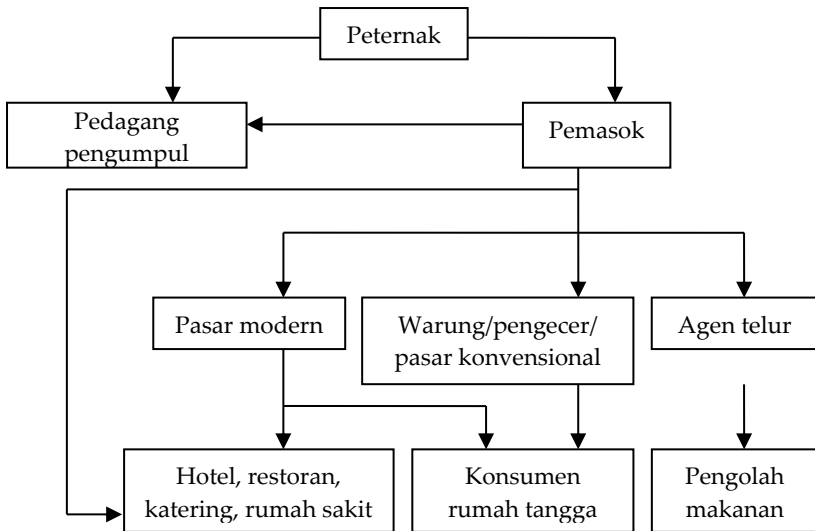 Peternak
Pedagang
pengumpul
Pemasok
Pasar modern
Warung/pengecer/
pasar konvensional
Agen telur
Hotel, restoran,
katering, rumah sakit
Konsumen
rumah tangga
Pengolah
makanan